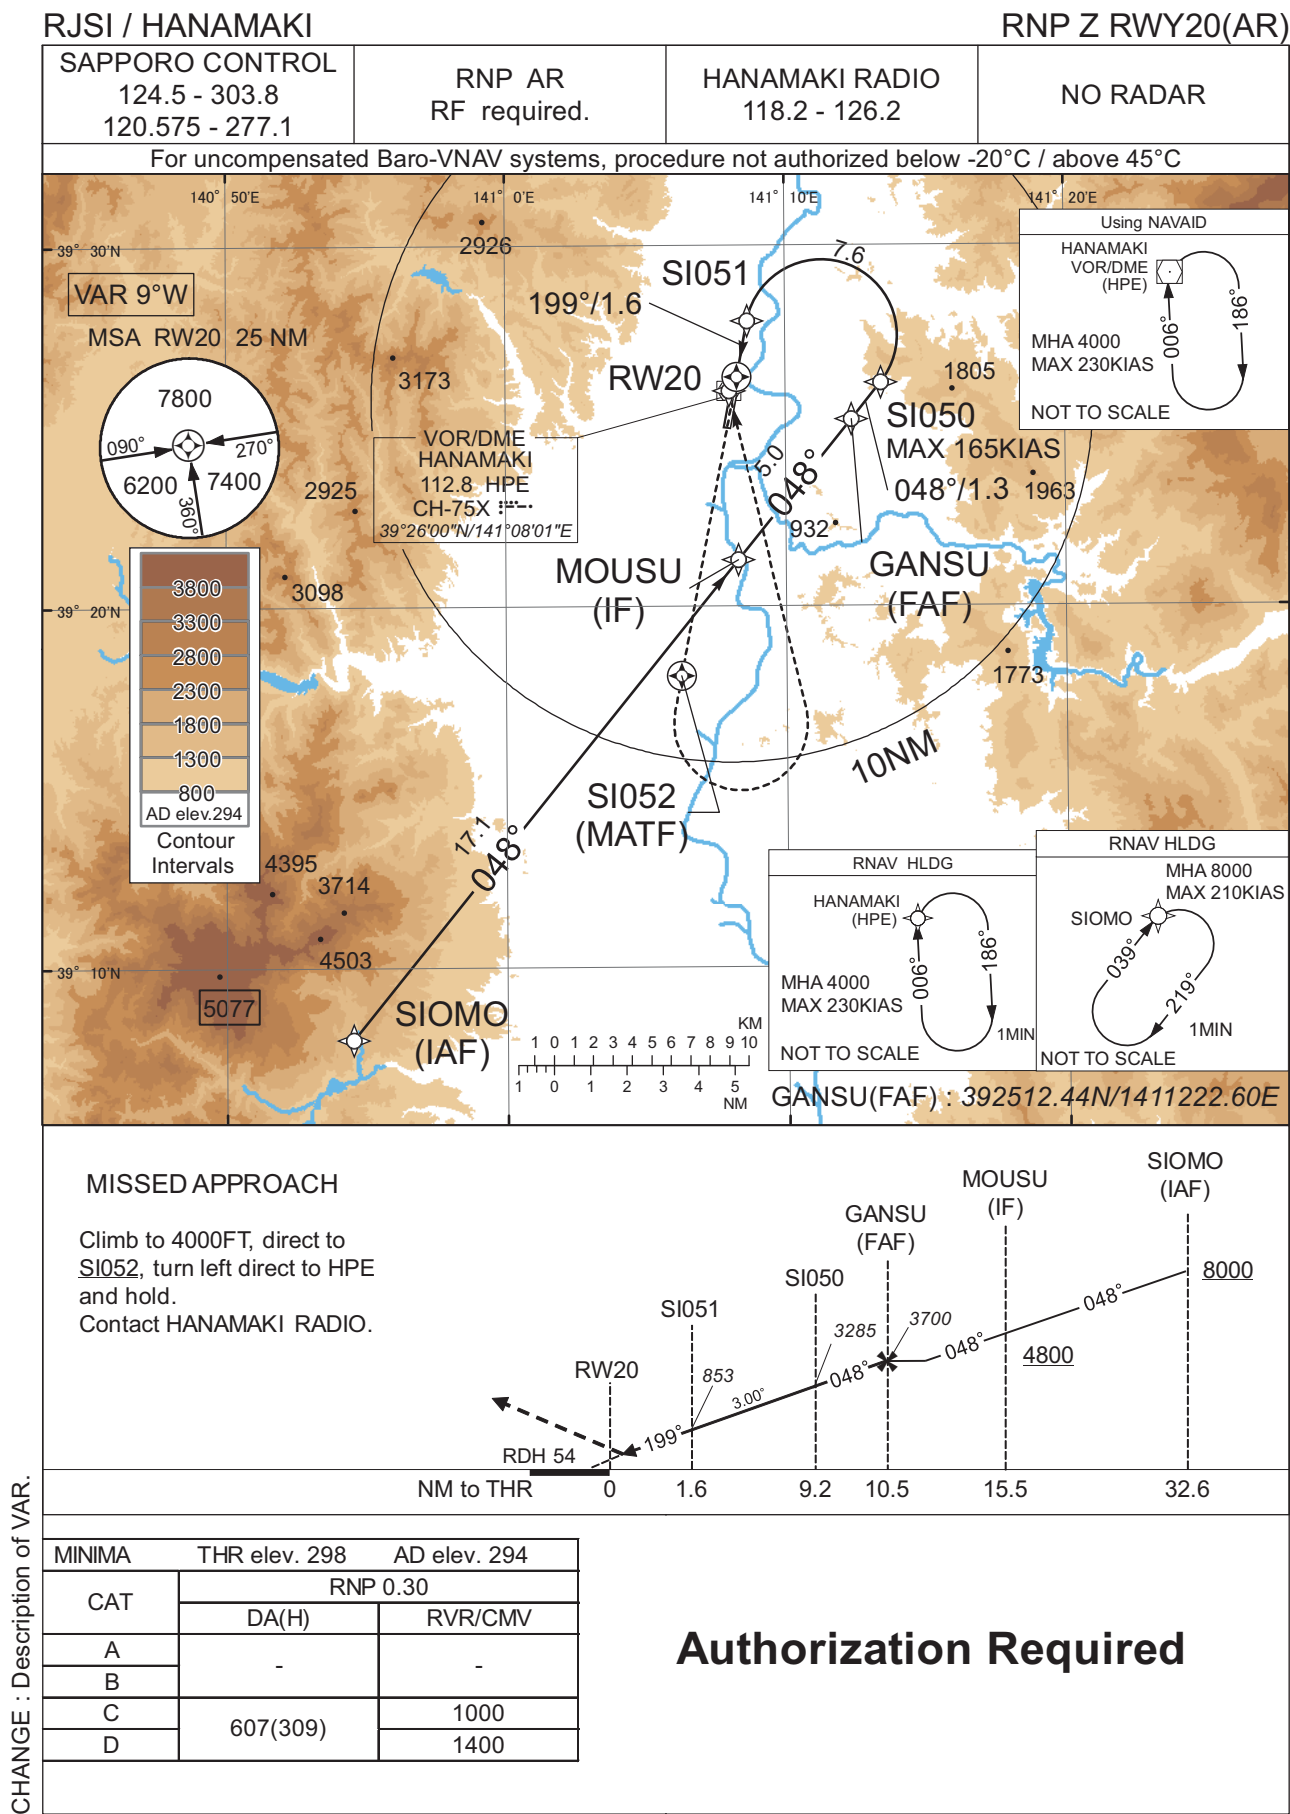 RJSI / HANAMAKI
RNP Z RWY20(AR)
SAPPORO CONTROL
124.5 - 303.8
120.575 - 277.1
RNP AR
RF required.
HANAMAKI RADIO
118.2 - 126.2
NO RADAR
For uncompensated Baro-VNAV systems, procedure not authorized below -20°C / above 45°C
140° 50'E
141° 0'E
141° 10'E
141° 20'E
39° 30'N
39° 20'N
39° 10'N
VAR 9°W
MSA RW20 25 NM
7800
090°
270°
6200
7400
360°
2926
3173
2925
3098
4395
3714
4503
5077
1805
1963
932
1773
3800
3300
2800
2300
1800
1300
800
AD elev.294
Contour
Intervals
SI051
7.6
199°/1.6
RW20
VOR/DME
HANAMAKI
112.8 HPE
CH-75X
39°26'00"N/141°08'01"E
SI050
MAX 165KIAS
048°/1.3
5.0
048°
GANSU
(FAF)
MOUSU
(IF)
SI052
(MATF)
10NM
17.1
048°
SIOMO
(IAF)
Using NAVAID
HANAMAKI
VOR/DME
(HPE)
006°
186°
MHA 4000
MAX 230KIAS
NOT TO SCALE
RNAV HLDG
HANAMAKI
(HPE)
006°
186°
MHA 4000
MAX 230KIAS
1MIN
NOT TO SCALE
RNAV HLDG
MHA 8000
MAX 210KIAS
SIOMO
039°
219°
1MIN
NOT TO SCALE
KM
1 0 1 2 3 4 5 6 7 8 9 10
1 0 1 2 3 4 5
NM
GANSU(FAF) : 392512.44N/1411222.60E
MISSED APPROACH
Climb to 4000FT, direct to
SI052, turn left direct to HPE
and hold.
Contact HANAMAKI RADIO.
SIOMO
(IAF)
MOUSU
(IF)
GANSU
(FAF)
SI050
SI051
RW20
8000
048°
4800
048°
3700
3285
048°
853
3.00°
199°
RDH 54
NM to THR 0 1.6 9.2 10.5 15.5 32.6
MINIMA THR elev. 298 AD elev. 294
CAT
RNP 0.30
DA(H) RVR/CMV
A
B
- -
C
D
607(309)
1000
1400
Authorization Required
CHANGE : Description of VAR.